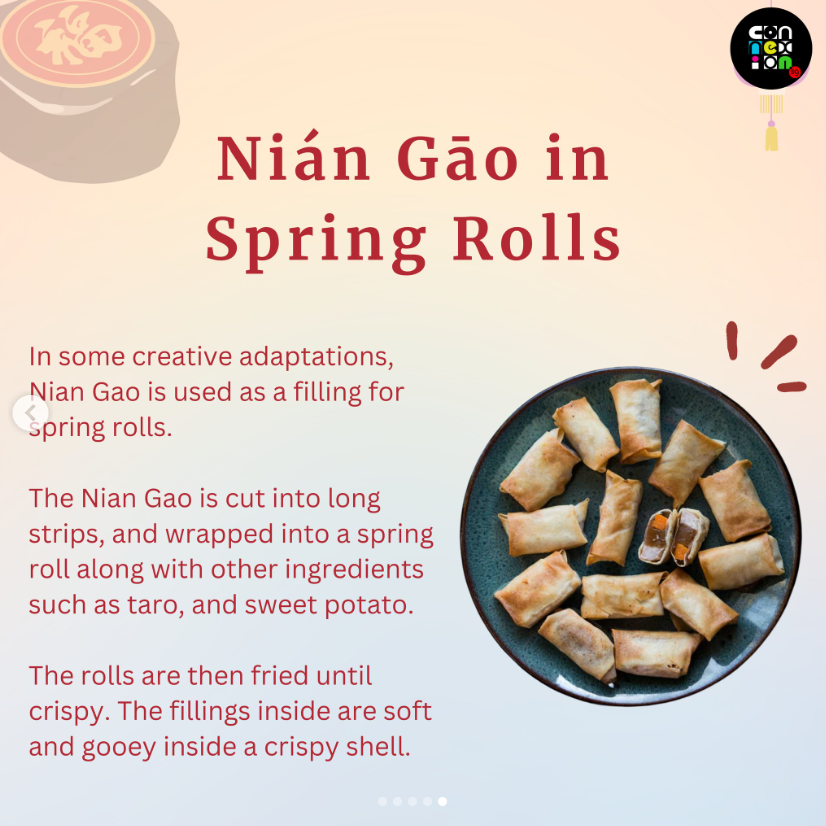 福
con
nex
ion
Nián Gāo in
Spring Rolls
In some creative adaptations,
Nian Gao is used as a filling for
spring rolls.
The Nian Gao is cut into long
strips, and wrapped into a spring
roll along with other ingredients
such as taro, and sweet potato.
The rolls are then fried until
crispy. The fillings inside are soft
and gooey inside a crispy shell.